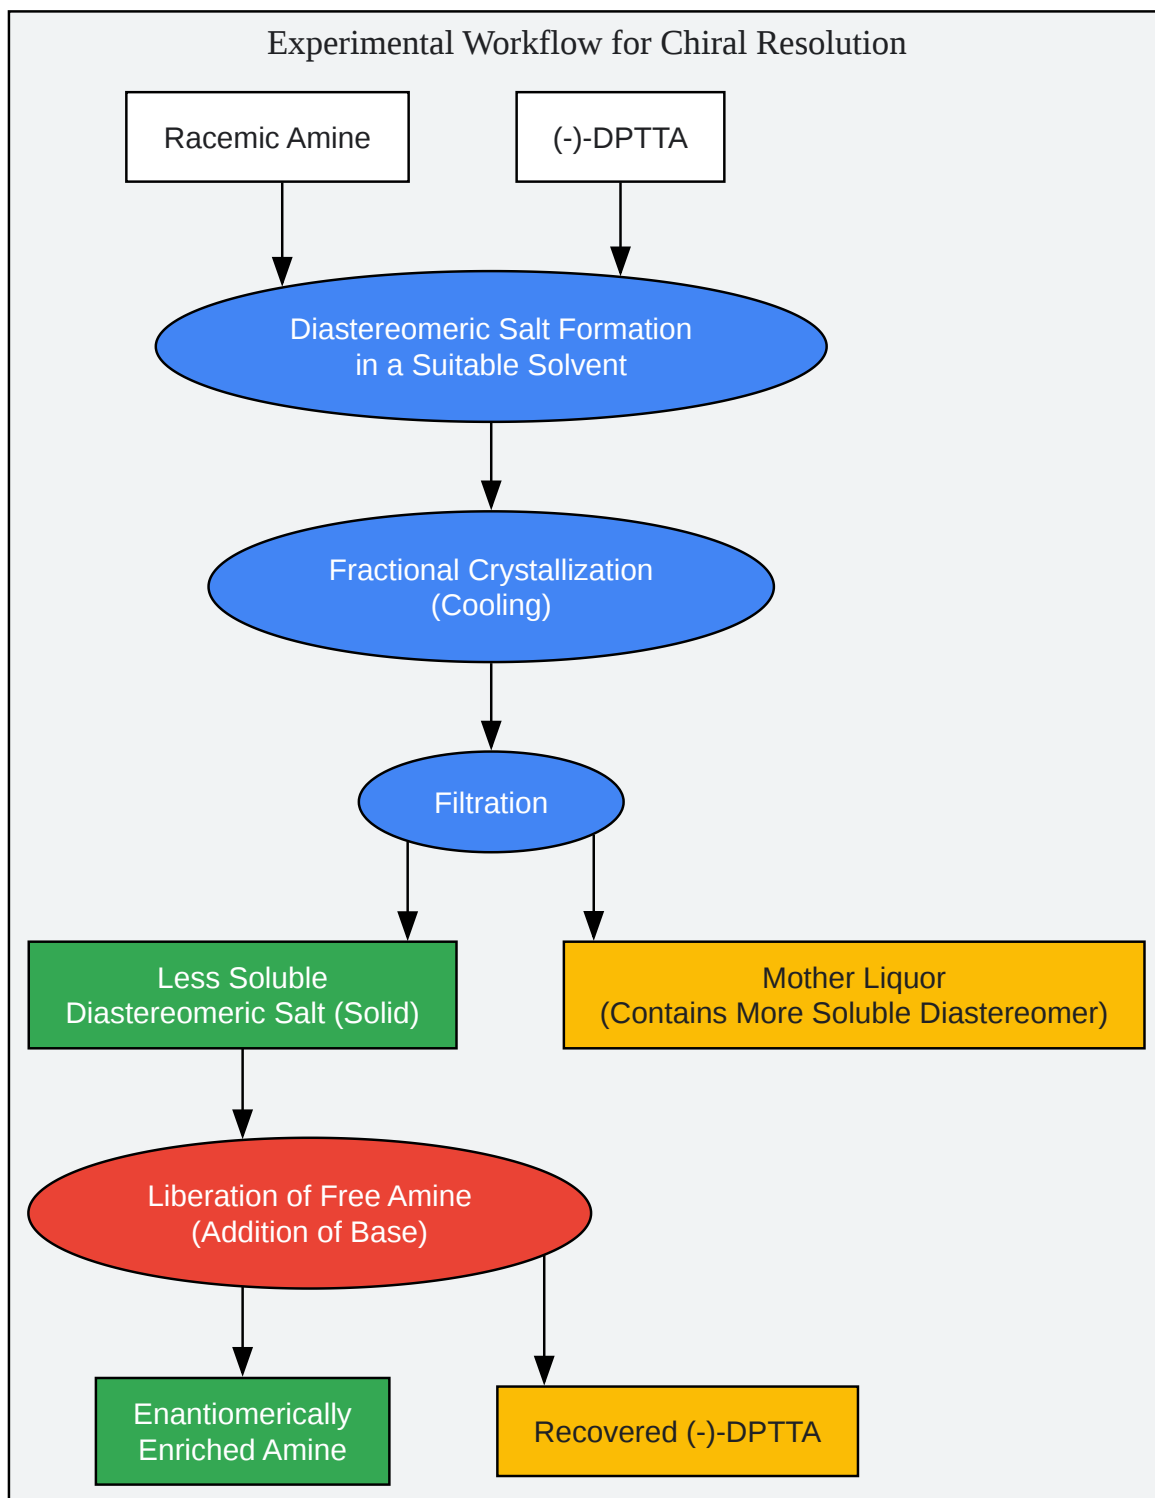 Experimental Workflow for Chiral Resolution
Racemic Amine
(-)-DPTTA
Diastereomeric Salt Formation
in a Suitable Solvent
Fractional Crystallization
(Cooling)
Filtration
Less Soluble
Diastereomeric Salt (Solid)
Mother Liquor
(Contains More Soluble Diastereomer)
Liberation of Free Amine
(Addition of Base)
Enantiomerically
Enriched Amine
Recovered (-)-DPTTA